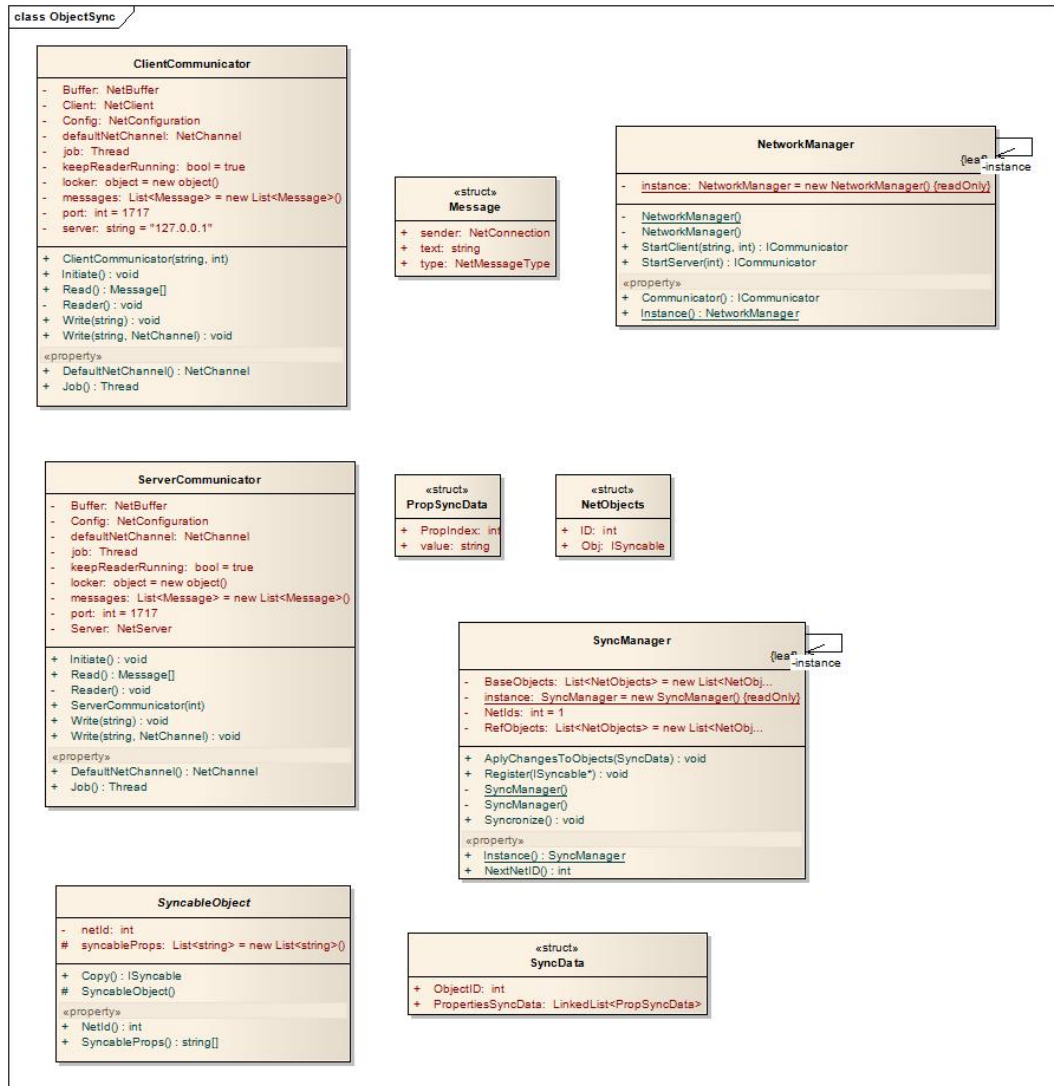 class ObjectSync
ClientCommunicator
- Buffer: NetBuffer
- Client: NetClient
- Config: NetConfiguration
- defaultNetChannel: NetChannel
- job: Thread
- keepReaderRunning: bool = true
- locker: object = new object()
- messages: List<Message> = new List<Message>()
- port: int = 1717
- server: string = "127.0.0.1"
+ ClientCommunicator(string, int)
+ Initiate() : void
+ Read() : Message[]
- Reader() : void
+ Write(string) : void
+ Write(string, NetChannel) : void
«property»
+ DefaultNetChannel() : NetChannel
+ Job() : Thread
«struct»
Message
+ sender: NetConnection
+ text: string
+ type: NetMessageType
NetworkManager
{leaf}
-instance
- instance: NetworkManager = new NetworkManager() {readOnly}
- NetworkManager()
- NetworkManager()
+ StartClient(string, int) : ICommunicator
+ StartServer(int) : ICommunicator
«property»
+ Communicator() : ICommunicator
+ Instance() : NetworkManager
ServerCommunicator
- Buffer: NetBuffer
- Config: NetConfiguration
- defaultNetChannel: NetChannel
- job: Thread
- keepReaderRunning: bool = true
- locker: object = new object()
- messages: List<Message> = new List<Message>()
- port: int = 1717
- Server: NetServer
+ Initiate() : void
+ Read() : Message[]
- Reader() : void
+ ServerCommunicator(int)
+ Write(string) : void
+ Write(string, NetChannel) : void
«property»
+ DefaultNetChannel() : NetChannel
+ Job() : Thread
«struct»
PropSyncData
+ PropIndex: int
+ value: string
«struct»
NetObjects
+ ID: int
+ Obj: ISyncable
SyncManager
{leaf}
-instance
- BaseObjects: List<NetObjects> = new List<NetObj...
- instance: SyncManager = new SyncManager() {readOnly}
- NetIds: int = 1
- RefObjects: List<NetObjects> = new List<NetObj...
+ AplyChangesToObjects(SyncData) : void
+ Register(ISyncable*) : void
- SyncManager()
- SyncManager()
+ Syncronize() : void
«property»
+ Instance() : SyncManager
+ NextNetID() : int
SyncableObject
- netId: int
# syncableProps: List<string> = new List<string>()
+ Copy() : ISyncable
# SyncableObject()
«property»
+ NetId() : int
+ SyncableProps() : string[]
«struct»
SyncData
+ ObjectID: int
+ PropertiesSyncData: LinkedList<PropSyncData>